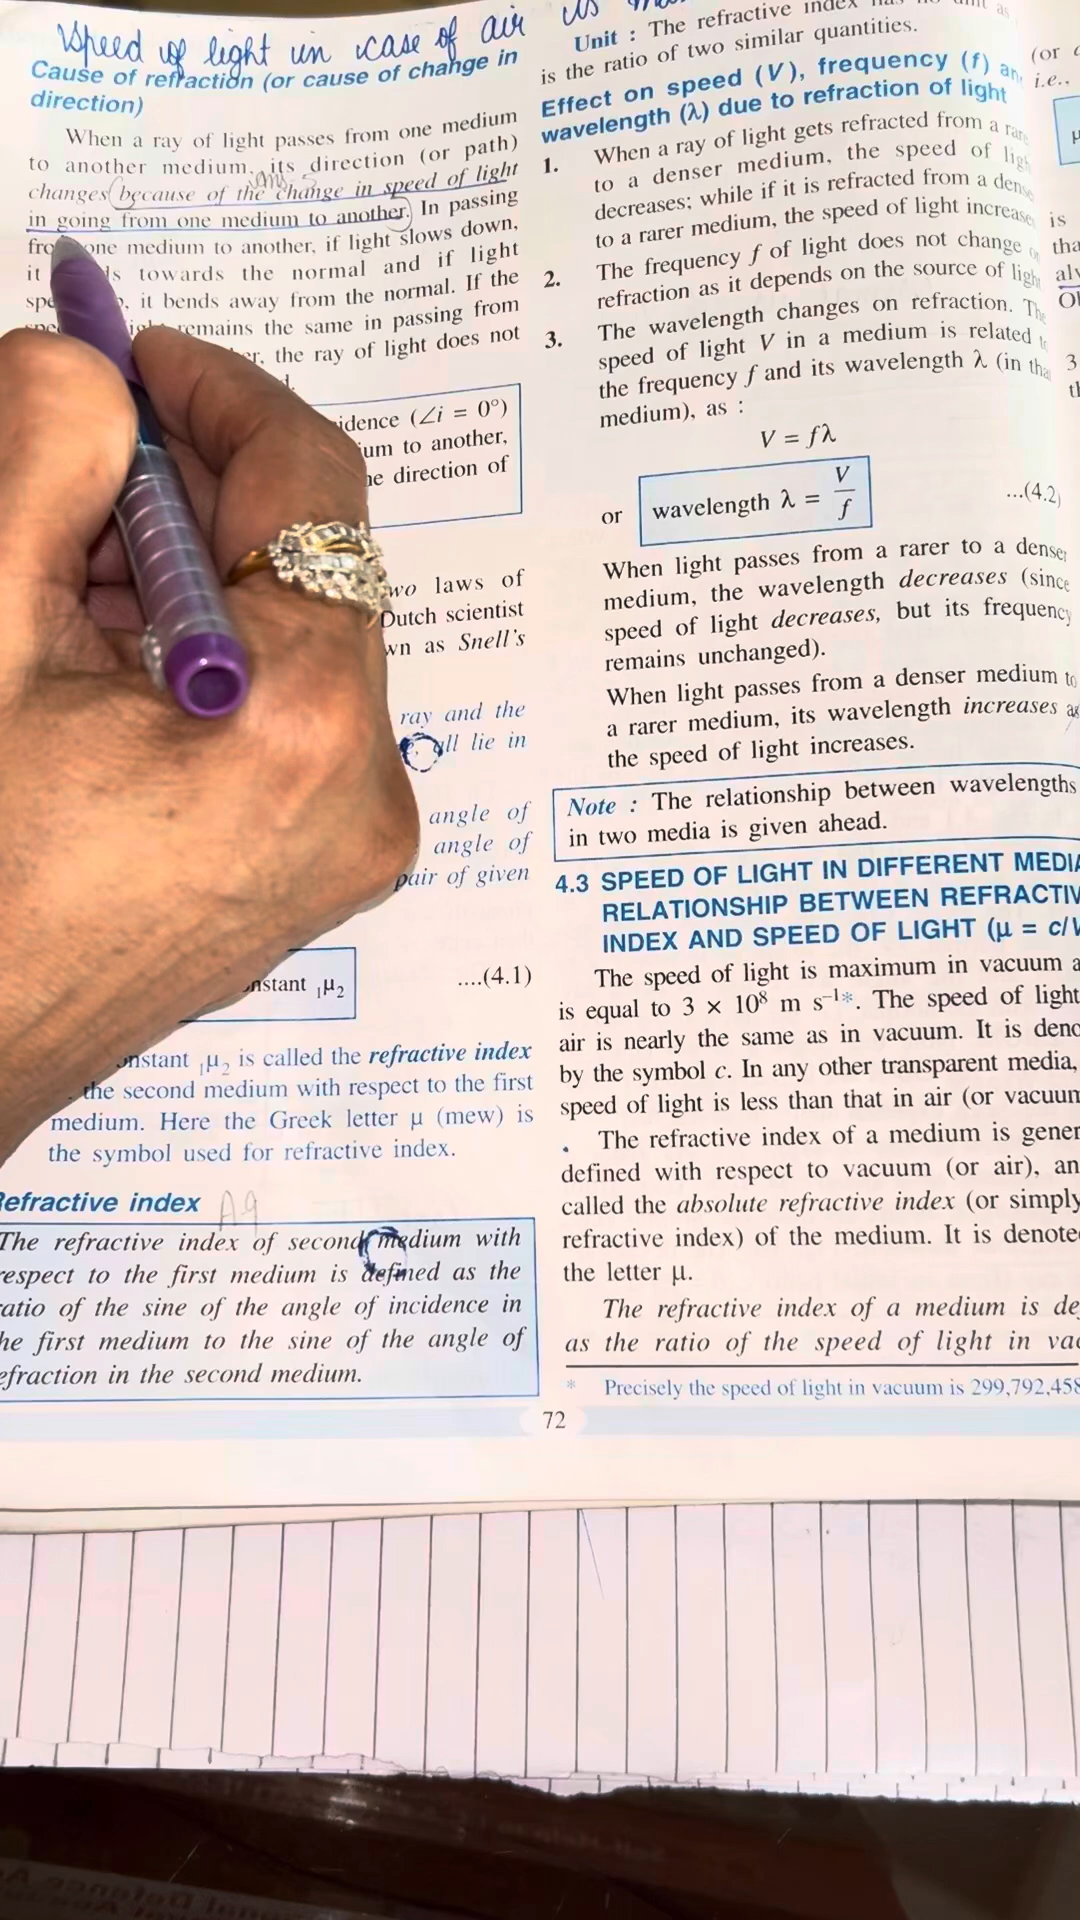 Speed of light in case of air is
Cause of refraction (or cause of change in
direction)
When a ray of light passes from one medium
to another medium, its direction (or path)
changes because of the change in speed of light
in going from one medium to another. In passing
one medium to another, if light slows down,
it towards the normal and if light
it bends away from the normal. If the
remains the same in passing from
the ray of light does not
(∠i = 0°)
to another,
direction of
laws of
Dutch scientist
as Snell's
ray and the
all lie in
angle of
angle of
pair of given
₁μ₂ ....(4.1)
₁μ₂ is called the refractive index
the second medium with respect to the first
medium. Here the Greek letter μ (mew) is
the symbol used for refractive index.
Refractive index
The refractive index of second medium with
respect to the first medium is defined as the
ratio of the sine of the angle of incidence in
the first medium to the sine of the angle of
refraction in the second medium.
Unit : The refractive index
is the ratio of two similar quantities.
Effect on speed (V), frequency (f) an
wavelength (λ) due to refraction of light
1. When a ray of light gets refracted from a
to a denser medium, the speed of
decreases; while if it is refracted from a
to a rarer medium, the speed of light
2. The frequency f of light does not change
refraction as it depends on the source of light
3. The wavelength changes on refraction. The
speed of light V in a medium is related
the frequency f and its wavelength λ (in
medium), as :
V = fλ
or wavelength λ = V/f ...(4.2)
When light passes from a rarer to a denser
medium, the wavelength decreases (since
speed of light decreases, but its frequency
remains unchanged).
When light passes from a denser medium to
a rarer medium, its wavelength increases as
the speed of light increases.
Note : The relationship between wavelengths
in two media is given ahead.
4.3 SPEED OF LIGHT IN DIFFERENT MEDIA
RELATIONSHIP BETWEEN REFRACTIV
INDEX AND SPEED OF LIGHT (μ = c/V
The speed of light is maximum in vacuum a
is equal to 3 × 10⁸ m s⁻¹*. The speed of light
air is nearly the same as in vacuum. It is deno
by the symbol c. In any other transparent media,
speed of light is less than that in air (or vacuum
The refractive index of a medium is gener
defined with respect to vacuum (or air), an
called the absolute refractive index (or simply
refractive index) of the medium. It is denote
the letter μ.
The refractive index of a medium is de
as the ratio of the speed of light in vac
* Precisely the speed of light in vacuum is 299,792,458
72